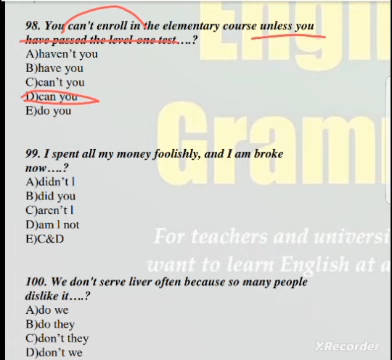 98. You can't enroll in the elementary course unless you
have passed the level-one test….?
A)haven't you
B)have you
C)can't you
D)can you
E)do you
99. I spent all my money foolishly, and I am broke
now….?
A)didn't I
B)did you
C)aren't I
D)am I not
E)C&D
100. We don't serve liver often because so many people
dislike it….?
A)do we
B)do they
C)don't they
D)don't we
Gram
For teachers and universi
want to learn English at a
XRecorder